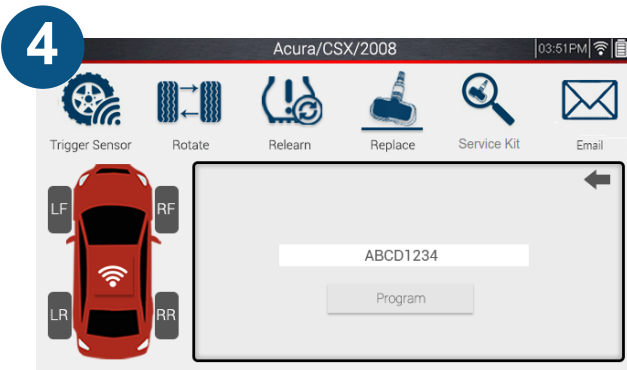 4
Acura/CSX/2008
03:51PM
Trigger Sensor
Rotate
Relearn
Replace
Service Kit
Email
LF
RF
ABCD1234
Program
LR
RR